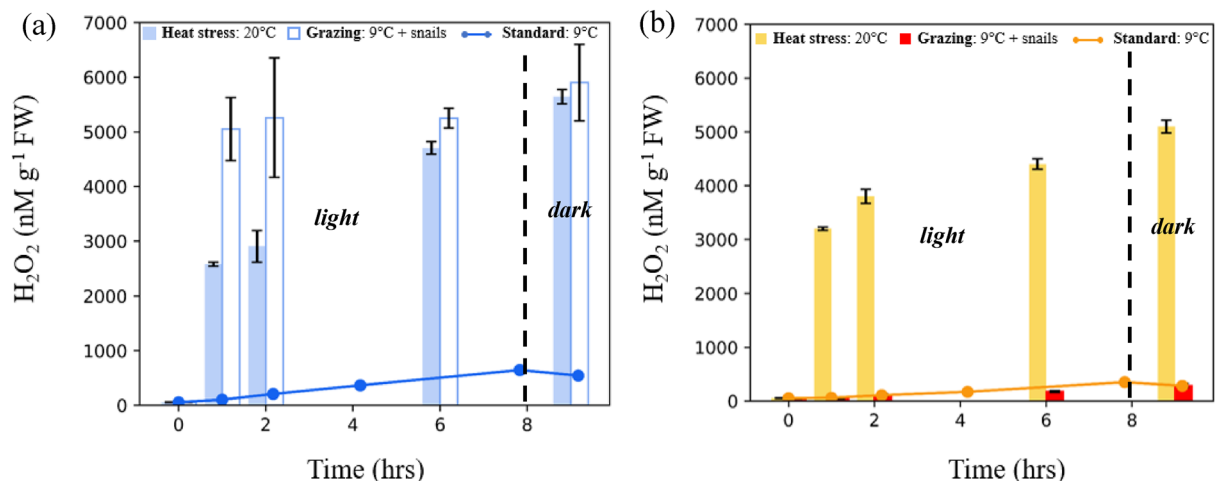 (a)
Heat stress: 20°C Grazing: 9°C + snails Standard: 9°C
7000
6000
5000
4000
3000
2000
1000
0
H₂O₂ (nM g⁻¹ FW)
light
dark
0 2 4 6 8
Time (hrs)
(b)
Heat stress: 20°C Grazing: 9°C + snails Standard: 9°C
7000
6000
5000
4000
3000
2000
1000
0
H₂O₂ (nM g⁻¹ FW)
light
dark
0 2 4 6 8
Time (hrs)